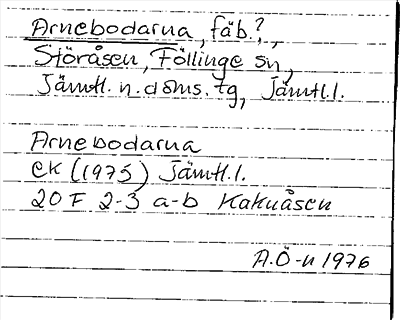 Arnebodarna, fäb.?,
Störåsen, Föllinge sn,
Jämtl. n. doms. tg, Jämtl. l.
Arnebodarna
EK (1975) Jämtl. l.
20 F 2-3 a-b Kakuåsen
A.Ö-n 1976